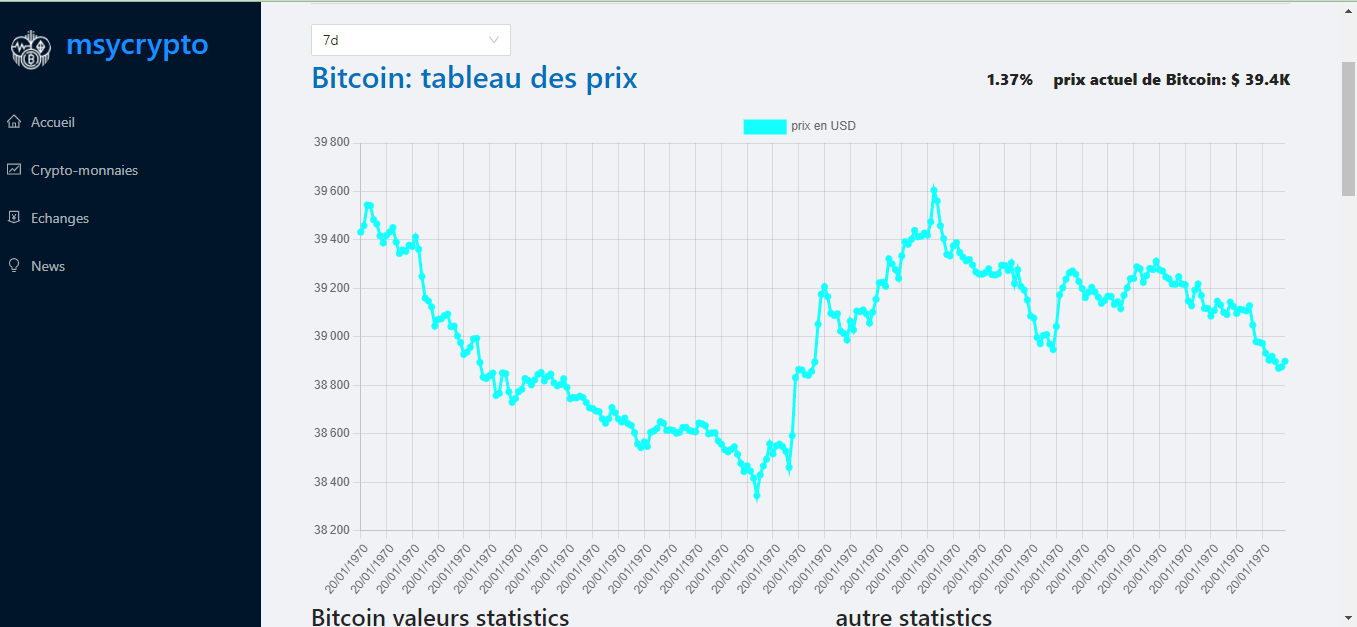 msycrypto
Accueil
Crypto-monnaies
Echanges
News
7d
Bitcoin: tableau des prix
1.37% prix actuel de Bitcoin: $ 39.4K
prix en USD
39 800
39 600
39 400
39 200
39 000
38 800
38 600
38 400
38 200
20/01/1970 20/01/1970 20/01/1970 20/01/1970 20/01/1970 20/01/1970 20/01/1970 20/01/1970 20/01/1970 20/01/1970 20/01/1970 20/01/1970 20/01/1970 20/01/1970 20/01/1970 20/01/1970 20/01/1970 20/01/1970 20/01/1970 20/01/1970 20/01/1970 20/01/1970 20/01/1970 20/01/1970 20/01/1970 20/01/1970 20/01/1970 20/01/1970 20/01/1970 20/01/1970 20/01/1970 20/01/1970 20/01/1970 20/01/1970 20/01/1970 20/01/1970
Bitcoin valeurs statistics
autre statistics